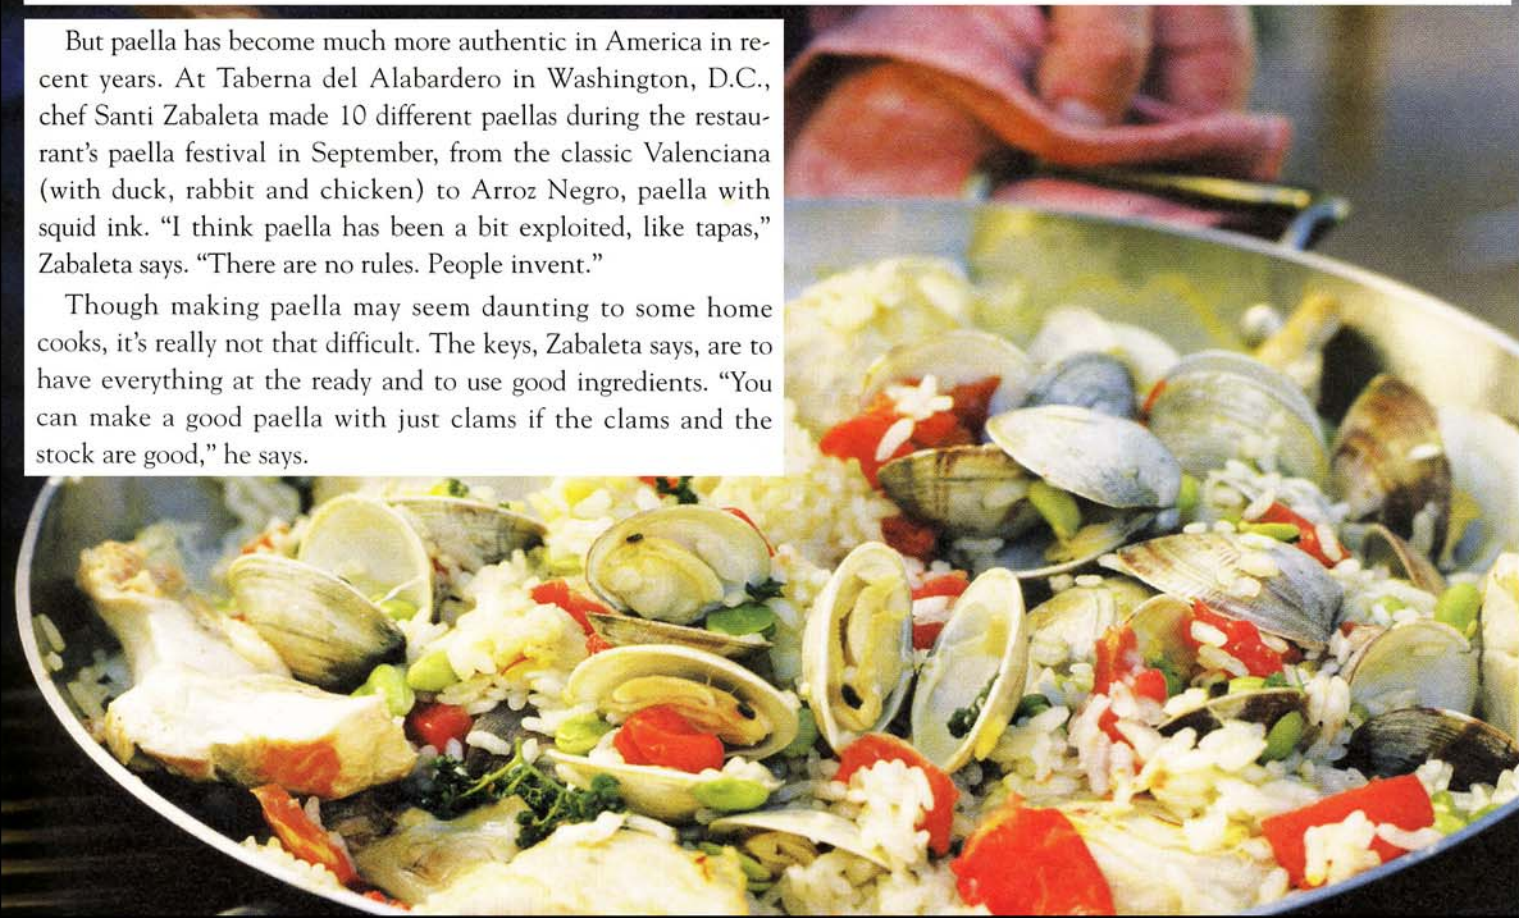 But paella has become much more authentic in America in re-
cent years. At Taberna del Alabardero in Washington, D.C.,
chef Santi Zabaleta made 10 different paellas during the restau-
rant's paella festival in September, from the classic Valenciana
(with duck, rabbit and chicken) to Arroz Negro, paella with
squid ink. “I think paella has been a bit exploited, like tapas,”
Zabaleta says. “There are no rules. People invent.”
Though making paella may seem daunting to some home
cooks, it's really not that difficult. The keys, Zabaleta says, are to
have everything at the ready and to use good ingredients. “You
can make a good paella with just clams if the clams and the
stock are good,” he says.